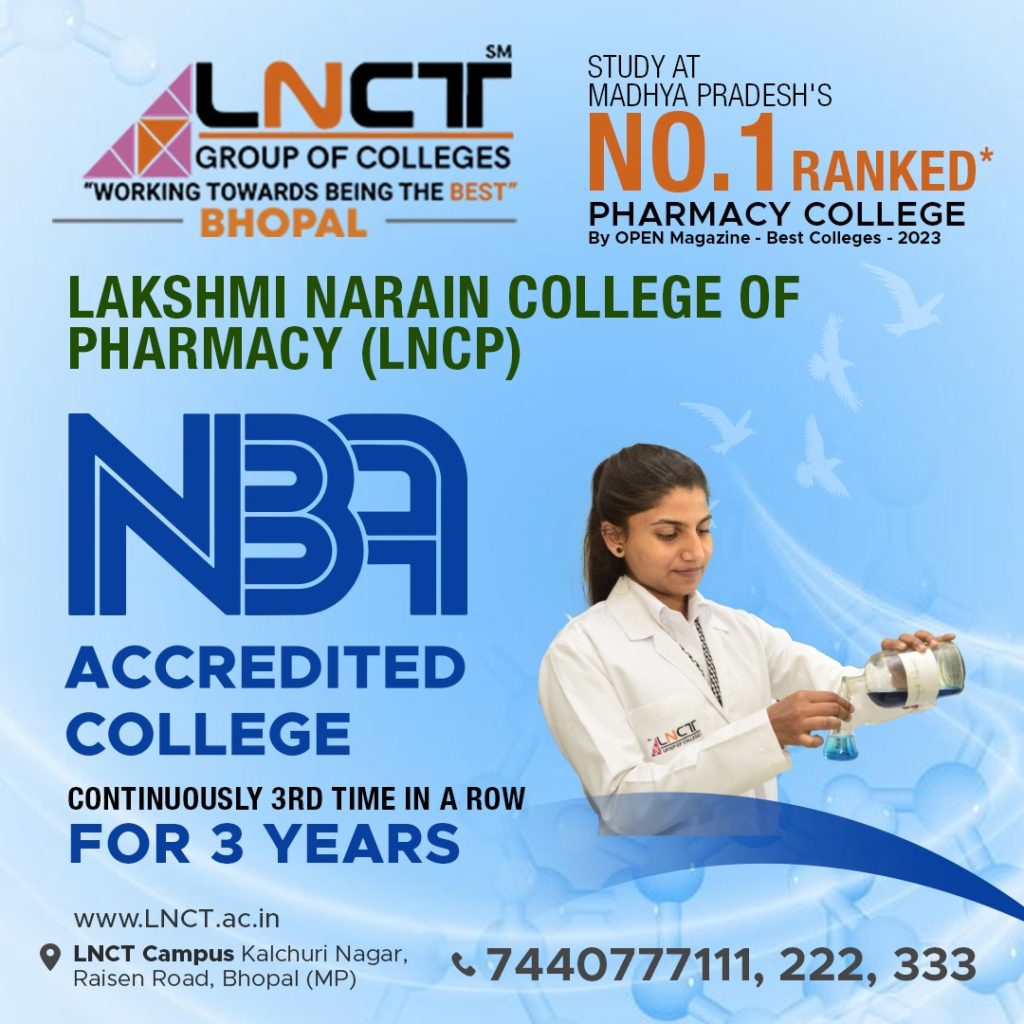 LNCT SM
GROUP OF COLLEGES
"WORKING TOWARDS BEING THE BEST"
BHOPAL
STUDY AT
MADHYA PRADESH'S
NO.1 RANKED*
PHARMACY COLLEGE
By OPEN Magazine - Best Colleges - 2023
LAKSHMI NARAIN COLLEGE OF
PHARMACY (LNCP)
NBA
ACCREDITED
COLLEGE
CONTINUOUSLY 3RD TIME IN A ROW
FOR 3 YEARS
LNCT
GROUP OF COLLEGES
www.LNCT.ac.in
LNCT Campus Kalchuri Nagar,
Raisen Road, Bhopal (MP)
7440777111, 222, 333